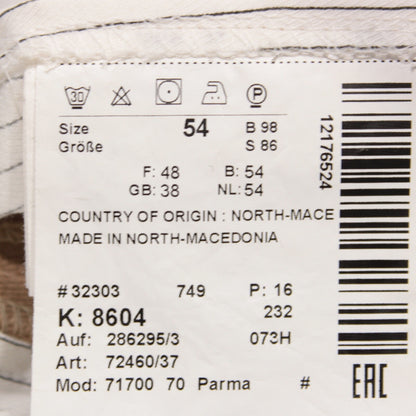 30
P
Size 54 B 98
Größe S 86
F: 48 B: 54
GB: 38 NL: 54
COUNTRY OF ORIGIN : NORTH-MACE
MADE IN NORTH-MACEDONIA
# 32303 749 P: 16
K: 8604 232
Auf: 286295/3 073H
Art: 72460/37
Mod: 71700 70 Parma #
12176524
EAC